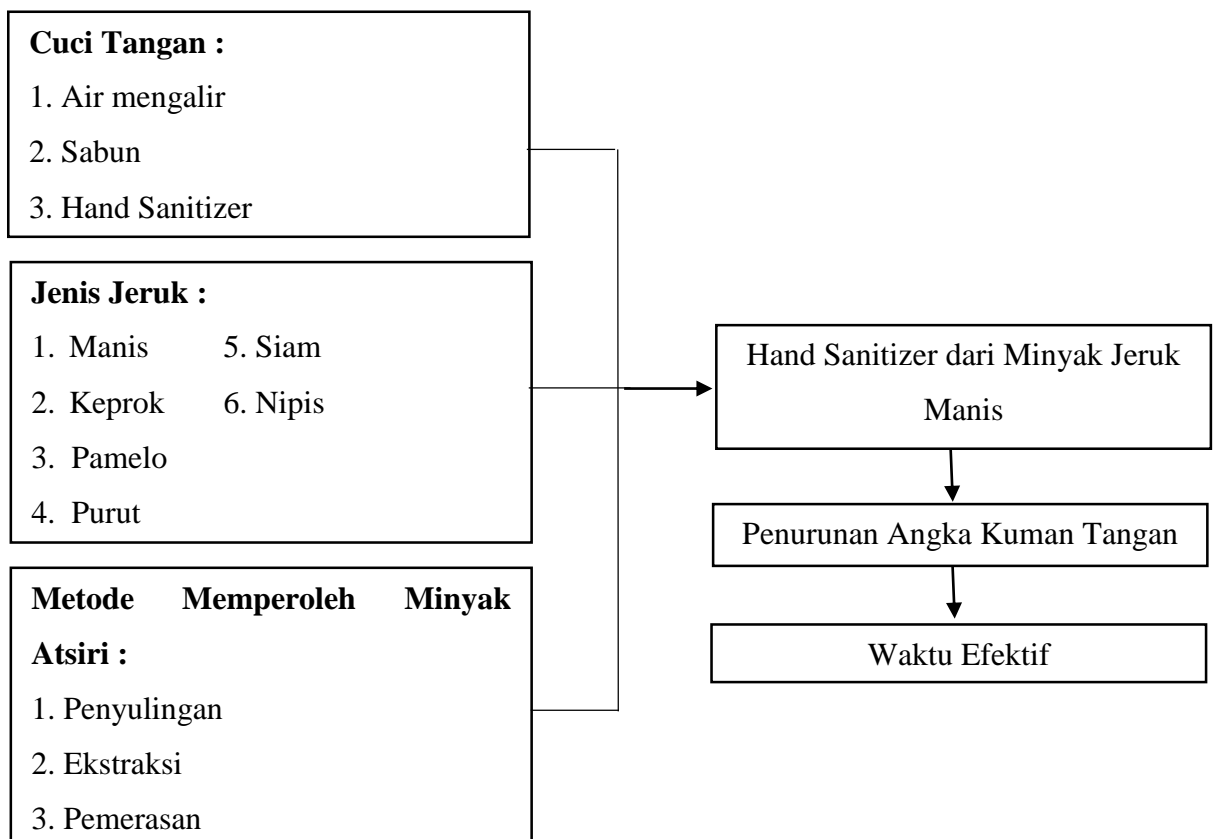 Cuci Tangan :
1. Air mengalir
2. Sabun
3. Hand Sanitizer
Jenis Jeruk :
1. Manis 5. Siam
2. Keprok 6. Nipis
3. Pamelo
4. Purut
Metode Memperoleh Minyak
Atsiri :
1. Penyulingan
2. Ekstraksi
3. Pemerasan
Hand Sanitizer dari Minyak Jeruk
Manis
Penurunan Angka Kuman Tangan
Waktu Efektif